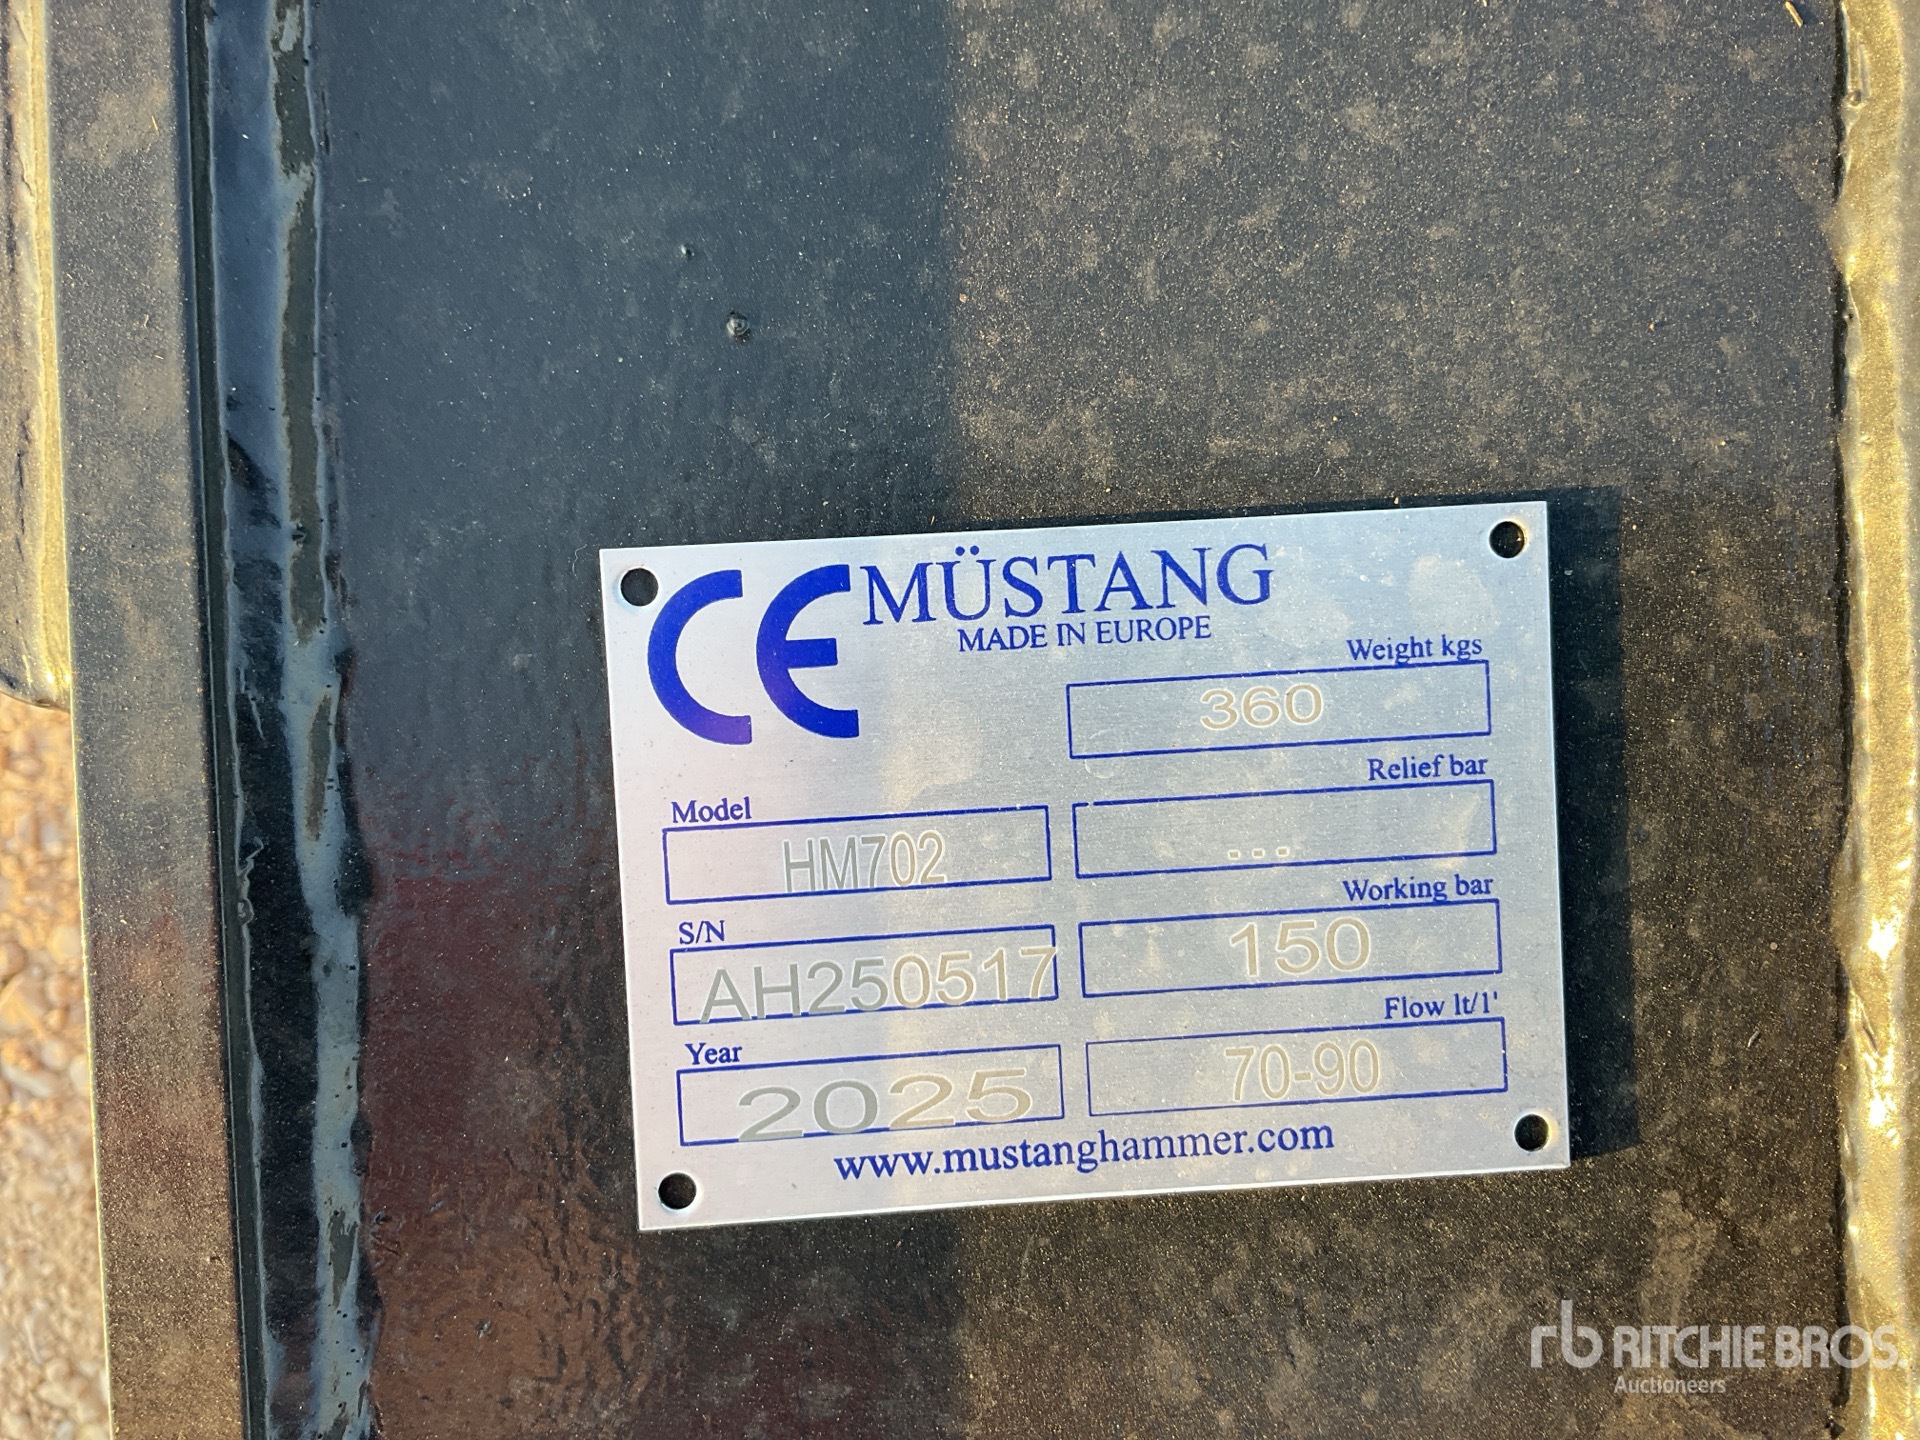 CE MÜSTANG
MADE IN EUROPE
Weight kgs
360
Relief bar
...
Model
HM702
Working bar
150
S/N
AH250517
Flow lt/1'
70-90
Year
2025
www.mustanghammer.com
rb RITCHIE BROS.
Auctioneers